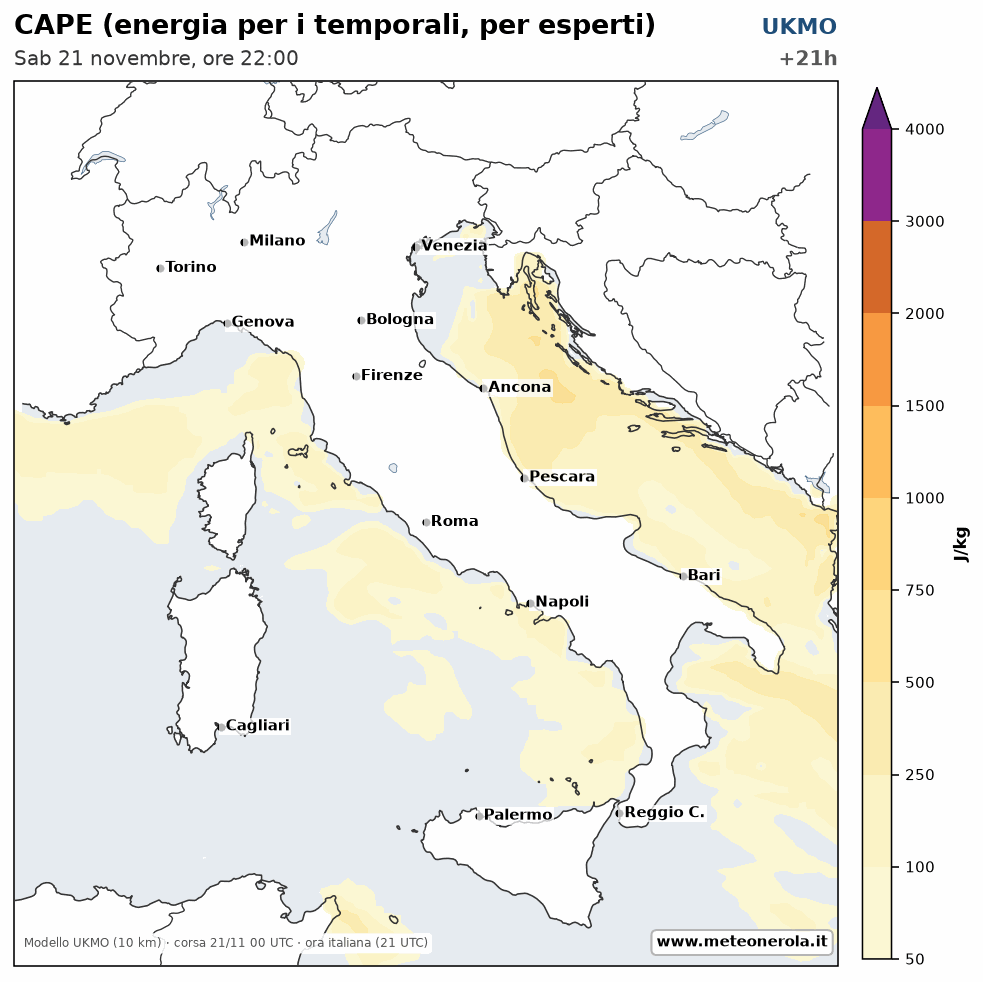 CAPE (energia per i temporali, per esperti)
UKMO
Sab 21 novembre, ore 22:00
+21h
4000
3000
2000
1500
1000
750
500
250
100
50
J/kg
Milano
Venezia
Torino
Genova
Bologna
Firenze
Ancona
Pescara
Roma
Bari
Napoli
Cagliari
Palermo
Reggio C.
Modello UKMO (10 km) · corsa 21/11 00 UTC · ora italiana (21 UTC)
www.meteonerola.it